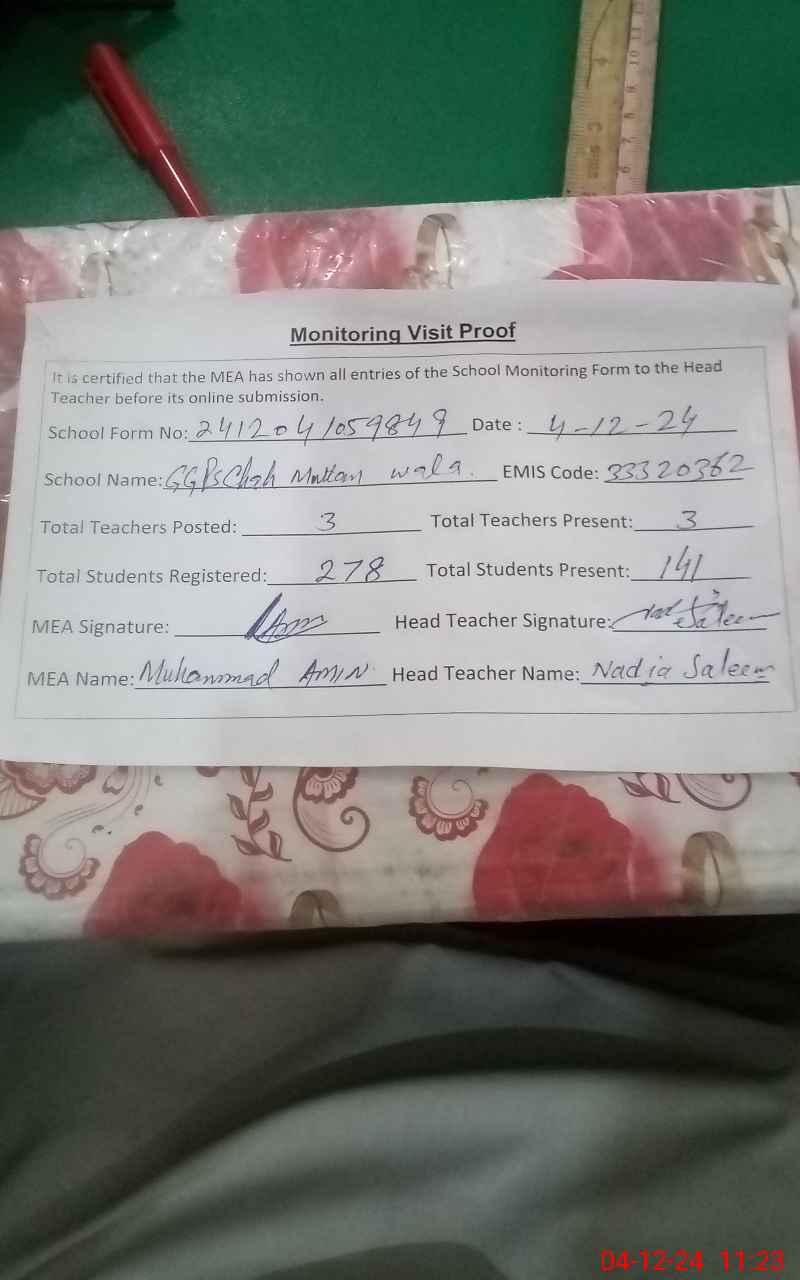 Monitoring Visit Proof
It is certified that the MEA has shown all entries of the School Monitoring Form to the Head
Teacher before its online submission.
School Form No: 2412041059849 Date : 4-12-24
School Name: GGPS Chah Multan wala. EMIS Code: 33320362
Total Teachers Posted: 3 Total Teachers Present: 3
Total Students Registered: 278 Total Students Present: 141
MEA Signature: Amin Head Teacher Signature: Saleem
MEA Name: Muhammad AMIN Head Teacher Name: Nadia Saleem
04-12-24 11:23